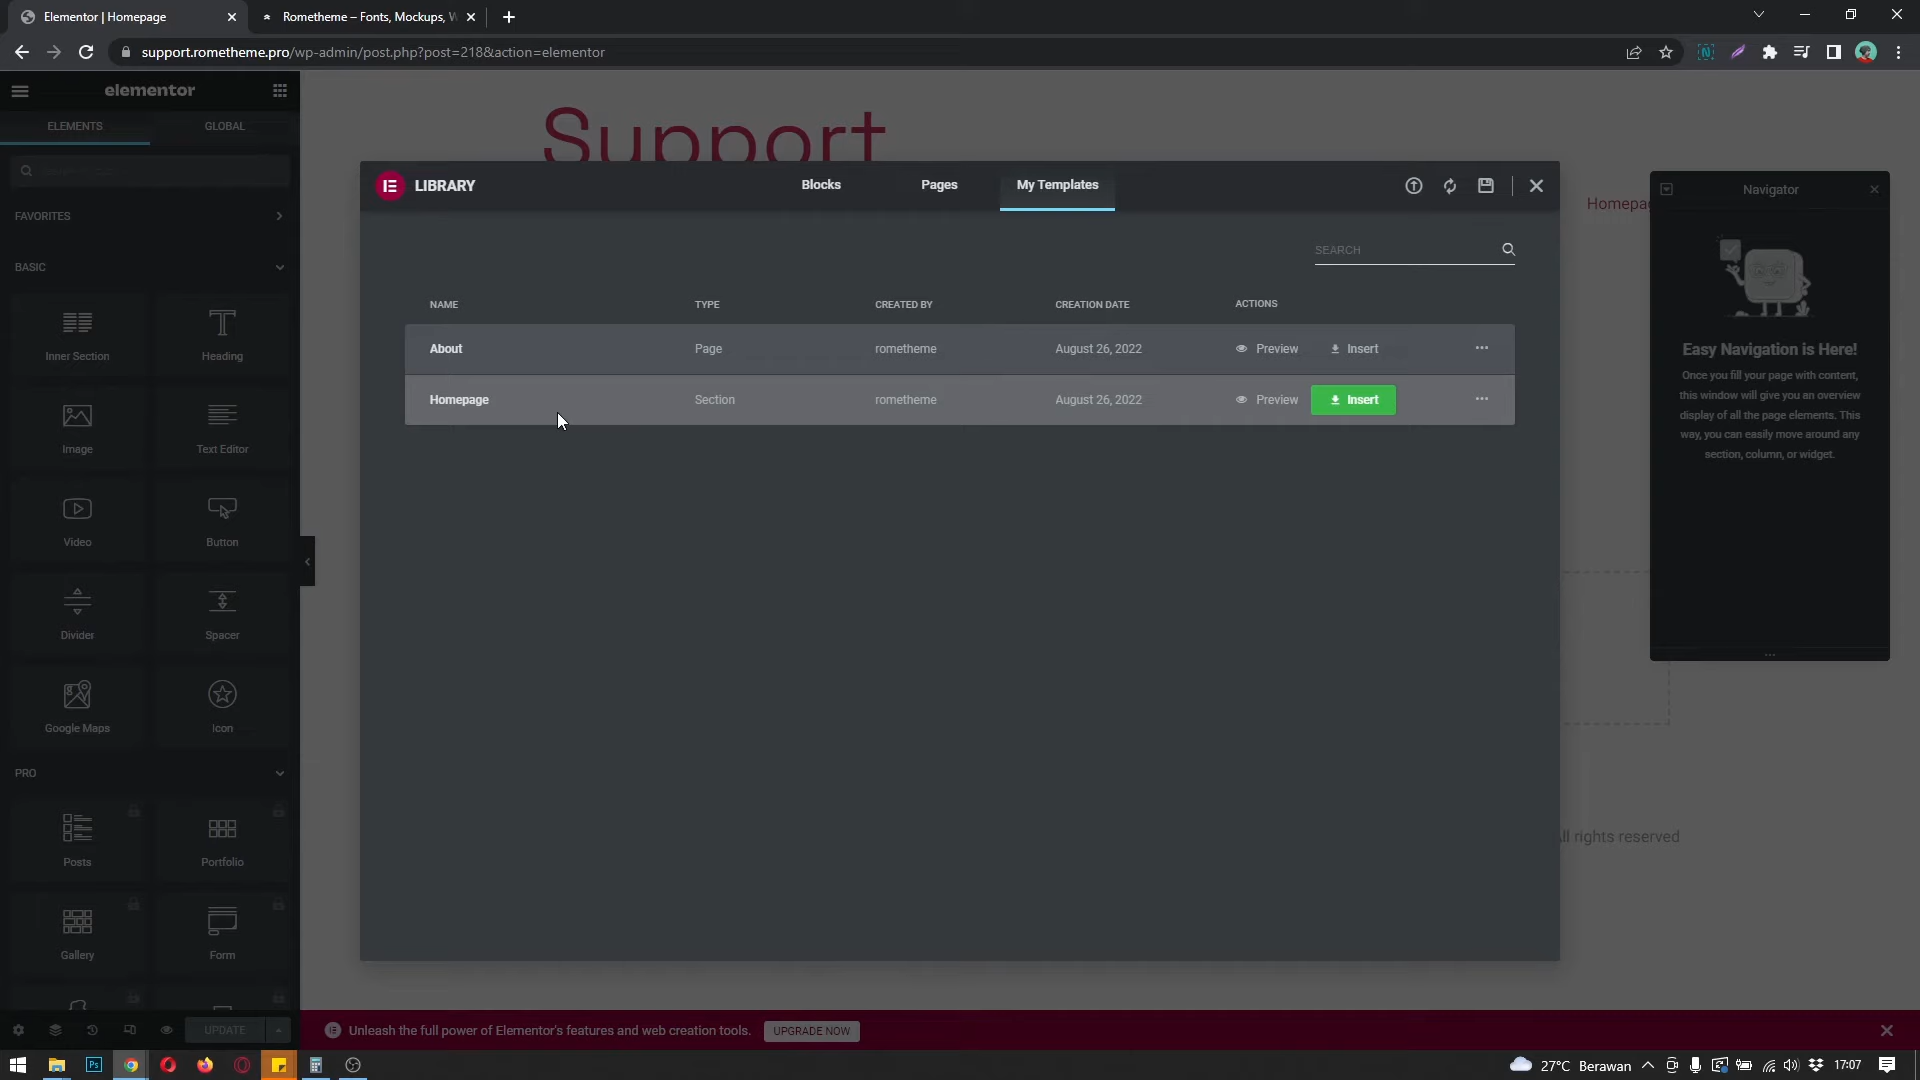 Elementor | Homepage
Rometheme – Fonts, Mockups, W
support.rometheme.pro/wp-admin/post.php?post=218&action=elementor
elementor
ELEMENTS
GLOBAL
FAVORITES
BASIC
Inner Section
Heading
Image
Text Editor
Video
Button
Divider
Spacer
Google Maps
Icon
PRO
Posts
Portfolio
Gallery
Form
UPDATE
Support
LIBRARY
Blocks
Pages
My Templates
SEARCH
NAME
TYPE
CREATED BY
CREATION DATE
ACTIONS
About
Page
rometheme
August 26, 2022
Preview
Insert
Homepage
Section
rometheme
August 26, 2022
Preview
Insert
Homepag
Navigator
Easy Navigation is Here!
Once you fill your page with content,
this window will give you an overview
display of all the page elements. This
way, you can easily move around any
section, column, or widget.
All rights reserved
Unleash the full power of Elementor's features and web creation tools.
UPGRADE NOW
Ps
27°C Berawan
17:07